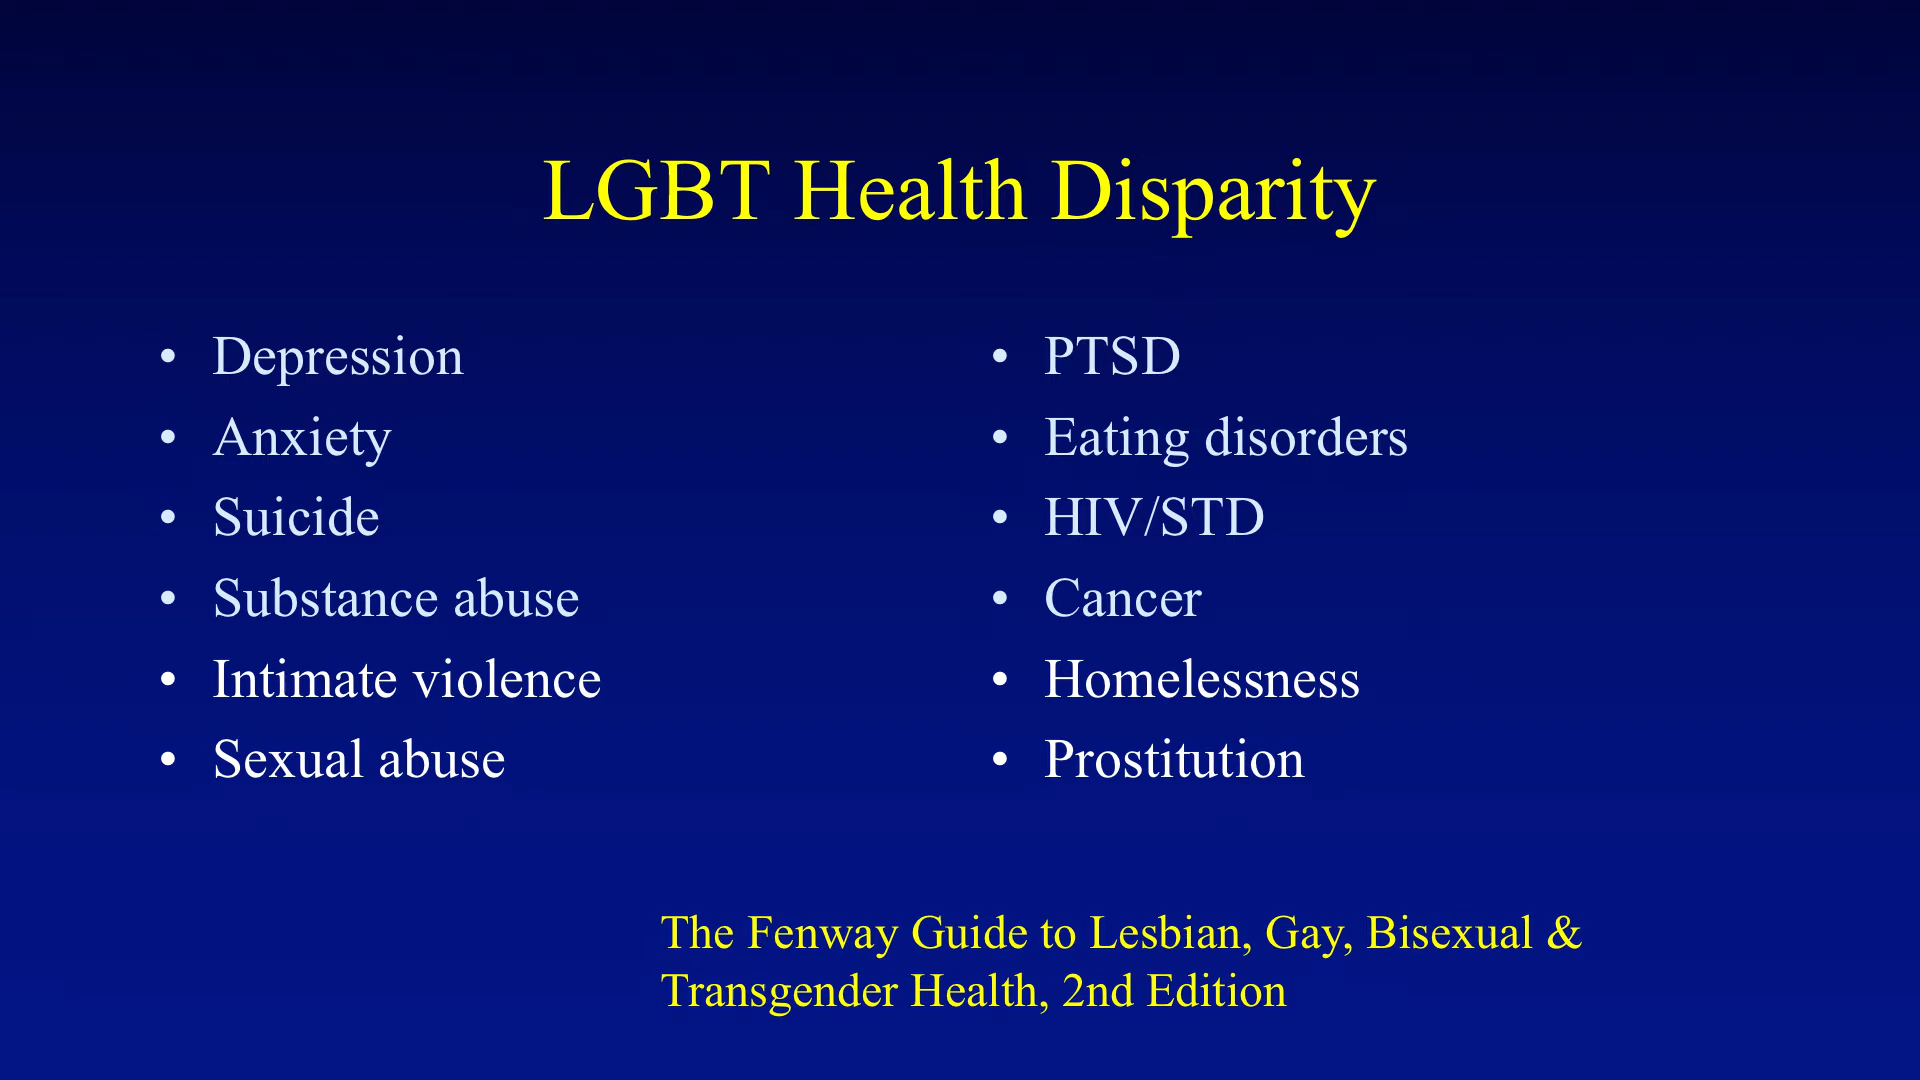 LGBT Health Disparity
• Depression
• Anxiety
• Suicide
• Substance abuse
• Intimate violence
• Sexual abuse
• PTSD
• Eating disorders
• HIV/STD
• Cancer
• Homelessness
• Prostitution
The Fenway Guide to Lesbian, Gay, Bisexual &
Transgender Health, 2nd Edition